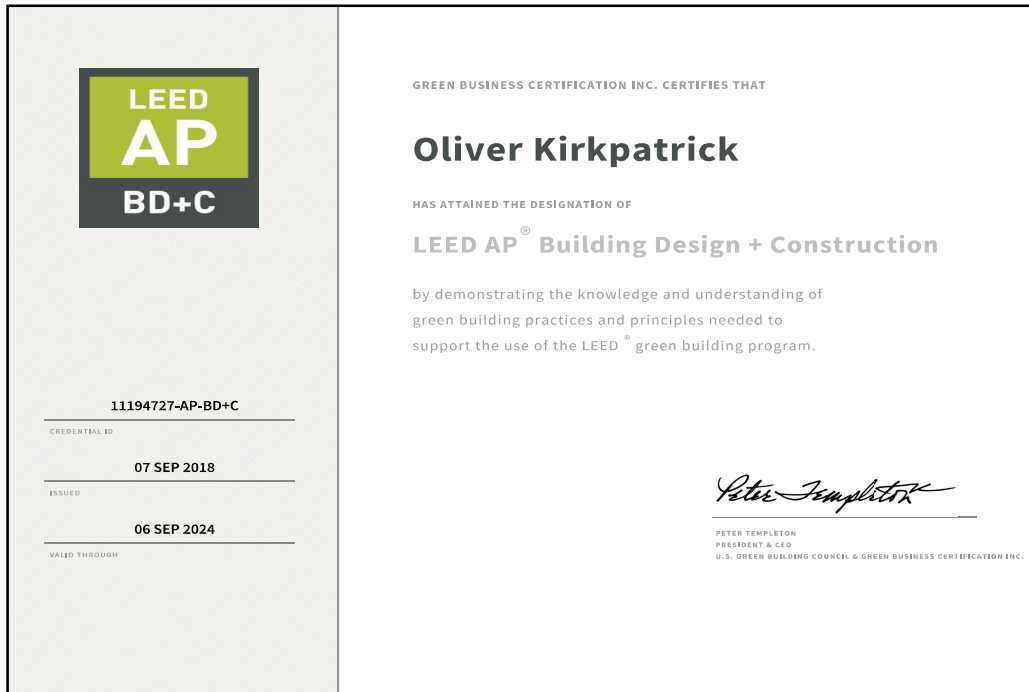 LEED
AP
BD+C
11194727-AP-BD+C
CREDENTIAL ID
07 SEP 2018
ISSUED
06 SEP 2024
VALID THROUGH
GREEN BUSINESS CERTIFICATION INC. CERTIFIES THAT
Oliver Kirkpatrick
HAS ATTAINED THE DESIGNATION OF
LEED AP® Building Design + Construction
by demonstrating the knowledge and understanding of
green building practices and principles needed to
support the use of the LEED ® green building program.
Peter Templeton
PETER TEMPLETON
PRESIDENT & CEO
U.S. GREEN BUILDING COUNCIL & GREEN BUSINESS CERTIFICATION INC.